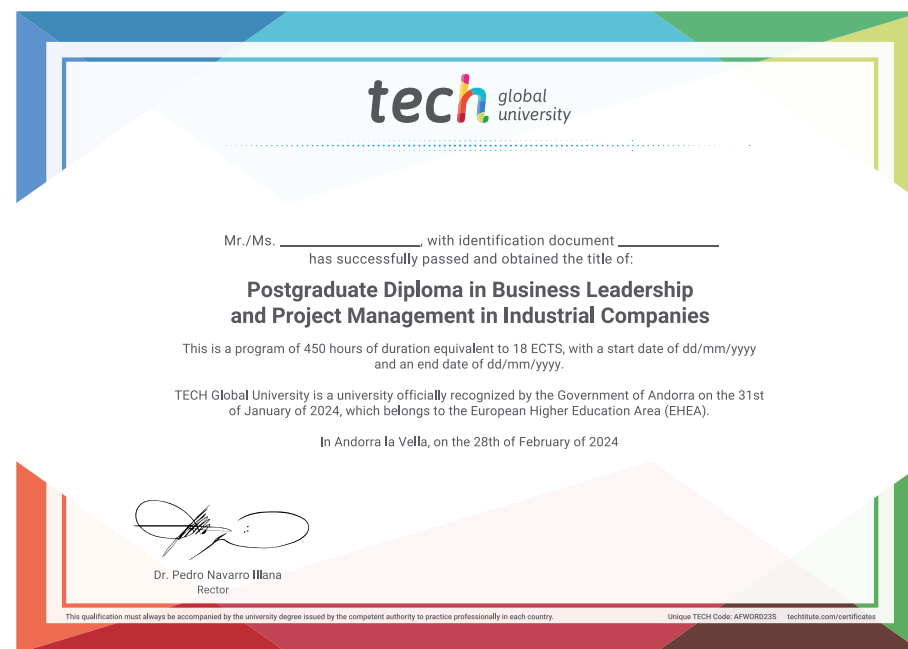 tech global university
Mr./Ms. ____________________, with identification document ______________
has successfully passed and obtained the title of:
Postgraduate Diploma in Business Leadership
and Project Management in Industrial Companies
This is a program of 450 hours of duration equivalent to 18 ECTS, with a start date of dd/mm/yyyy
and an end date of dd/mm/yyyy.
TECH Global University is a university officially recognized by the Government of Andorra on the 31st
of January of 2024, which belongs to the European Higher Education Area (EHEA).
In Andorra la Vella, on the 28th of February of 2024
Dr. Pedro Navarro Illana
Rector
This qualification must always be accompanied by the university degree issued by the competent authority to practice professionally in each country.
Unique TECH Code: AFWORD23S techtitute.com/certificates